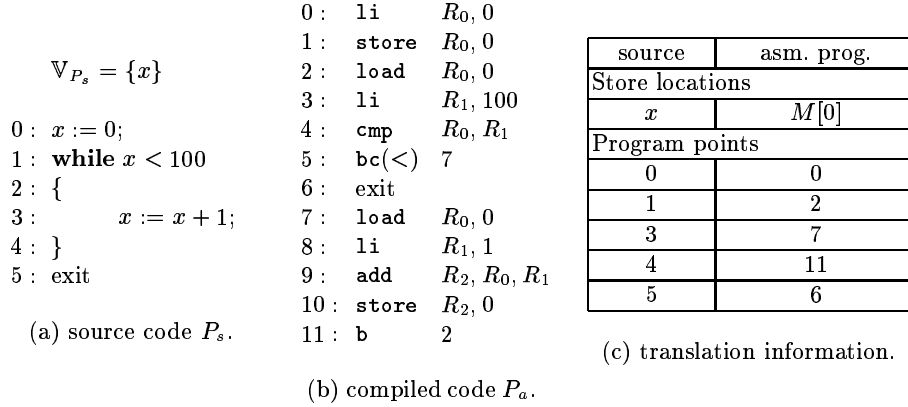 𝕍_{P_s} = {x}
0 : x := 0;
1 : while x < 100
2 : {
3 : x := x + 1;
4 : }
5 : exit
(a) source code P_s.
0 : li R_0, 0
1 : store R_0, 0
2 : load R_0, 0
3 : li R_1, 100
4 : cmp R_0, R_1
5 : bc(<) 7
6 : exit
7 : load R_0, 0
8 : li R_1, 1
9 : add R_2, R_0, R_1
10 : store R_2, 0
11 : b 2
(b) compiled code P_a.
source asm. prog.
Store locations
x M[0]
Program points
0 0
1 2
3 7
4 11
5 6
(c) translation information.